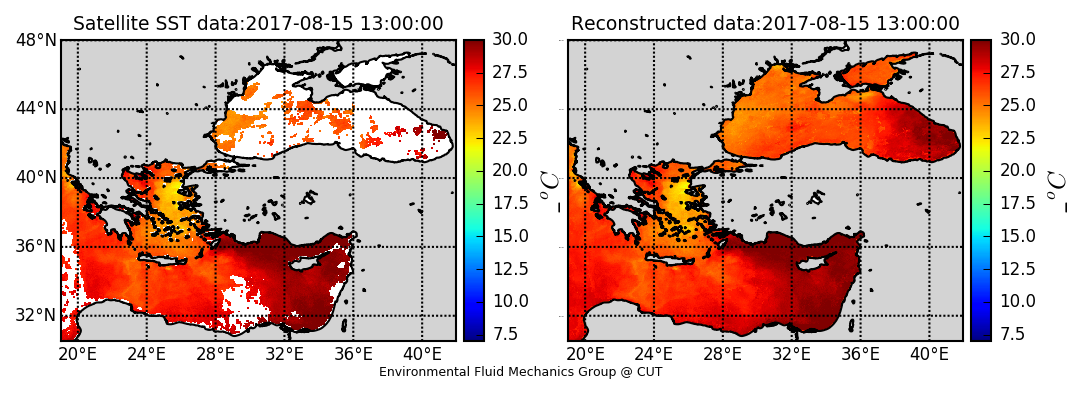 Satellite SST data:2017-08-15 13:00:00
48°N
44°N
40°N
36°N
32°N
20°E 24°E 28°E 32°E 36°E 40°E
30.0
27.5
25.0
22.5
20.0
17.5
15.0
12.5
10.0
7.5
_ °C
Reconstructed data:2017-08-15 13:00:00
20°E 24°E 28°E 32°E 36°E 40°E
30.0
27.5
25.0
22.5
20.0
17.5
15.0
12.5
10.0
7.5
_ °C
Environmental Fluid Mechanics Group @ CUT